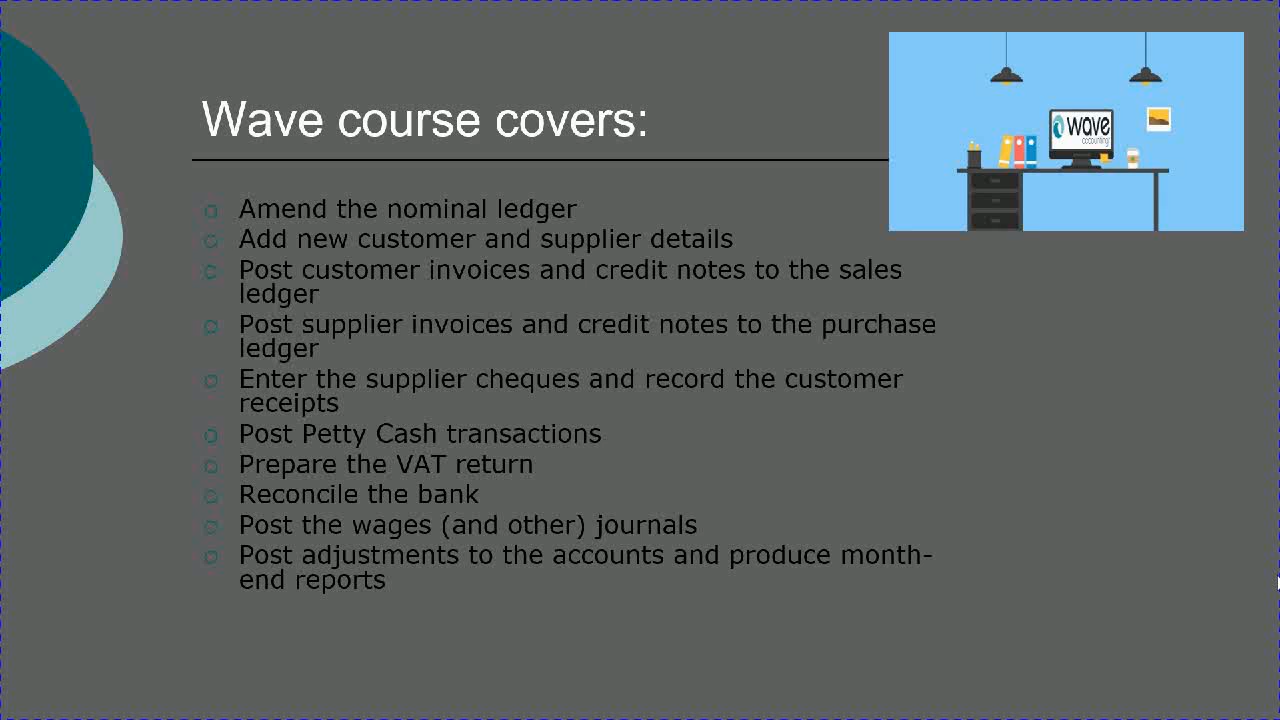 Wave course covers:
wave
accounting
Amend the nominal ledger
Add new customer and supplier details
Post customer invoices and credit notes to the sales
ledger
Post supplier invoices and credit notes to the purchase
ledger
Enter the supplier cheques and record the customer
receipts
Post Petty Cash transactions
Prepare the VAT return
Reconcile the bank
Post the wages (and other) journals
Post adjustments to the accounts and produce month-
end reports